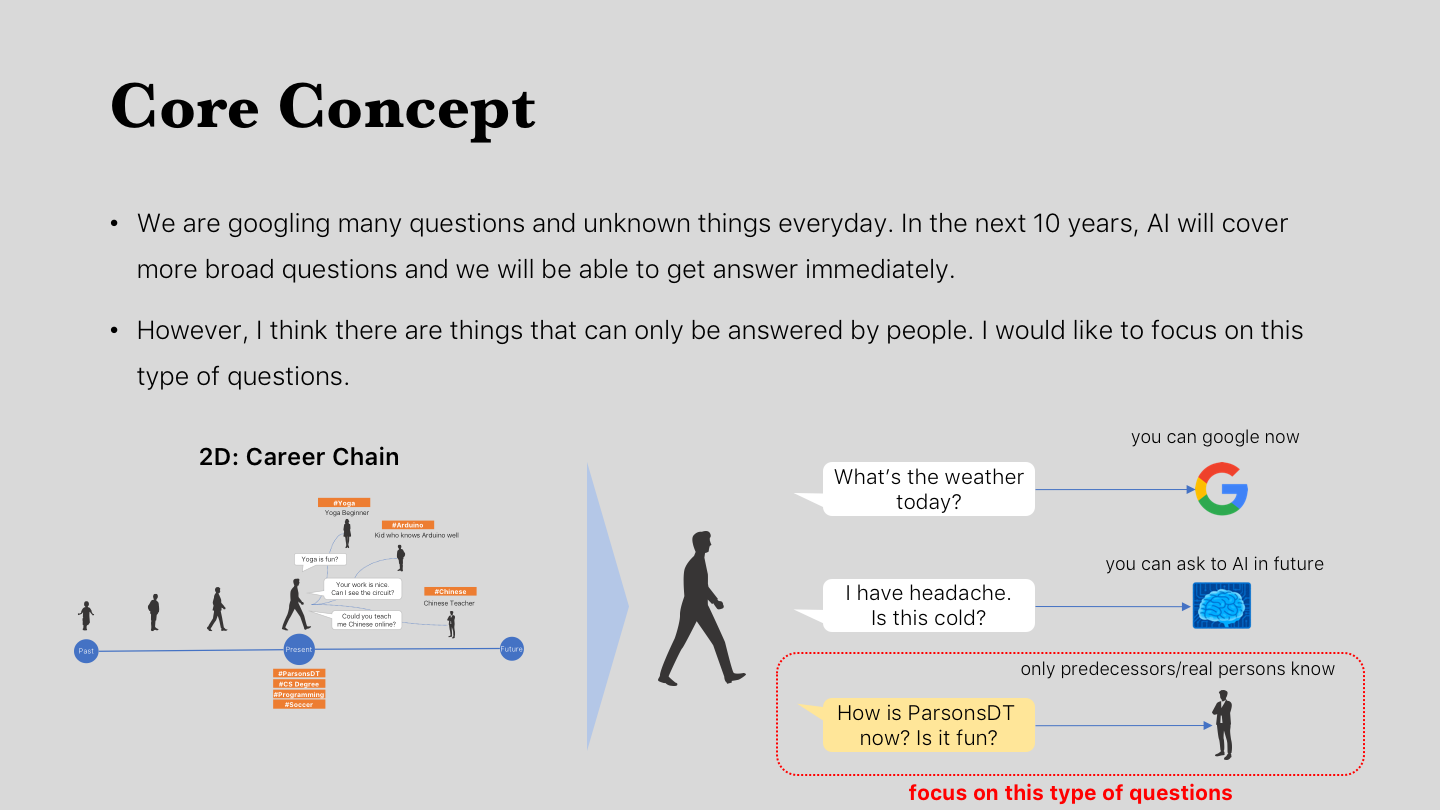 Core Concept
• We are googling many questions and unknown things everyday. In the next 10 years, AI will cover
more broad questions and we will be able to get answer immediately.
• However, I think there are things that can only be answered by people. I would like to focus on this
type of questions.
2D: Career Chain
#Yoga
Yoga Beginner
#Arduino
Kid who knows Arduino well
Yoga is fun?
Your work is nice.
Can I see the circuit?
#Chinese
Chinese Teacher
Could you teach
me Chinese online?
Past
Present
Future
#ParsonsDT
#CS Degree
#Programming
#Soccer
you can google now
What's the weather
today?
you can ask to AI in future
I have headache.
Is this cold?
only predecessors/real persons know
How is ParsonsDT
now? Is it fun?
focus on this type of questions